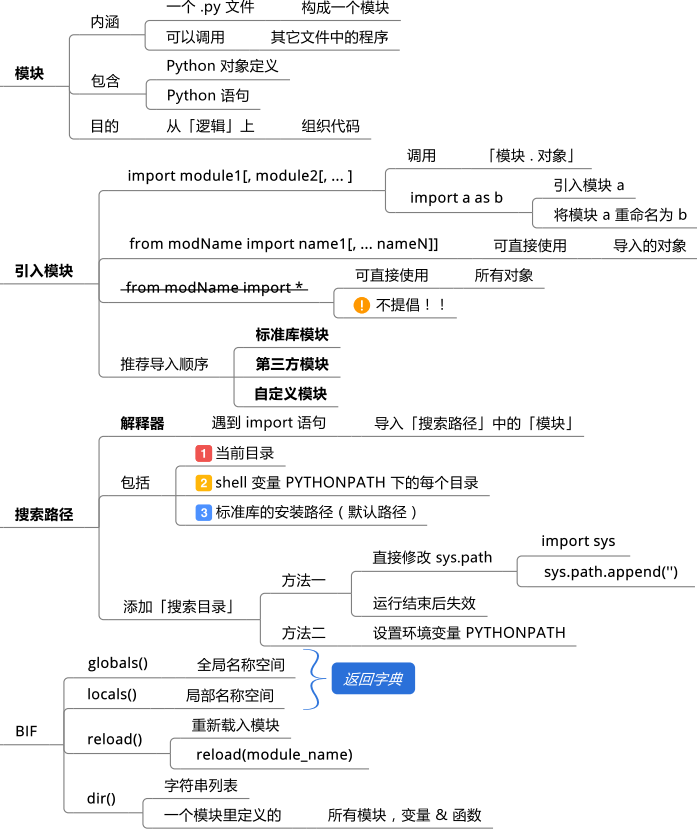 模块
内涵
一个 .py 文件
构成一个模块
可以调用
其它文件中的程序
包含
Python 对象定义
Python 语句
目的
从「逻辑」上
组织代码
引入模块
import module1[, module2[, ... ]
调用
「模块 . 对象」
import a as b
引入模块 a
将模块 a 重命名为 b
from modName import name1[, ... nameN]]
可直接使用
导入的对象
from modName import *
可直接使用
所有对象
! 不提倡！！
推荐导入顺序
标准库模块
第三方模块
自定义模块
搜索路径
解释器
遇到 import 语句
导入「搜索路径」中的「模块」
包括
1 当前目录
2 shell 变量 PYTHONPATH 下的每个目录
3 标准库的安装路径（默认路径）
添加「搜索目录」
方法一
直接修改 sys.path
import sys
sys.path.append('')
运行结束后失效
方法二
设置环境变量 PYTHONPATH
BIF
globals()
全局名称空间
locals()
局部名称空间
返回字典
reload()
重新载入模块
reload(module_name)
dir()
字符串列表
一个模块里定义的
所有模块，变量 & 函数